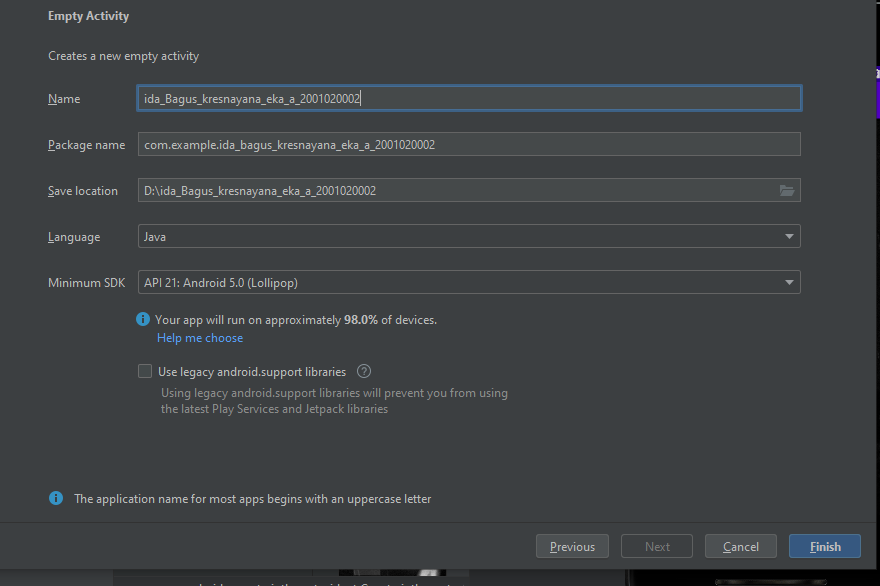 Empty Activity
Creates a new empty activity
Name ida_Bagus_kresnayana_eka_a_2001020002
Package name com.example.ida_bagus_kresnayana_eka_a_2001020002
Save location D:\ida_Bagus_kresnayana_eka_a_2001020002
Language Java
Minimum SDK API 21: Android 5.0 (Lollipop)
Your app will run on approximately 98.0% of devices.
Help me choose
Use legacy android.support libraries
Using legacy android.support libraries will prevent you from using
the latest Play Services and Jetpack libraries
The application name for most apps begins with an uppercase letter
Previous Next Cancel Finish